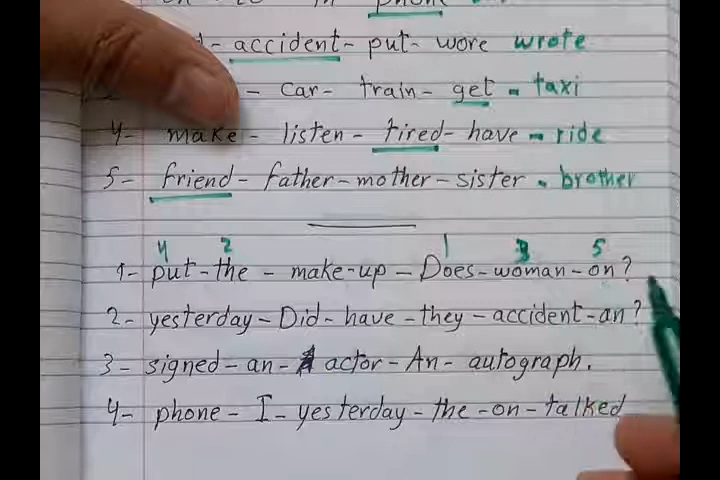 in phone
- accident - put - wore wrote
- car - train - get - taxi
4- make - listen - tired - have - ride
5- friend - father - mother - sister - brother
4 2 1 3 5
1- put - the - make-up - Does - woman - on?
2- yesterday - Did - have - they - accident - an?
3- signed - an - actor - An - autograph.
4- phone - I - yesterday - the - on - talked